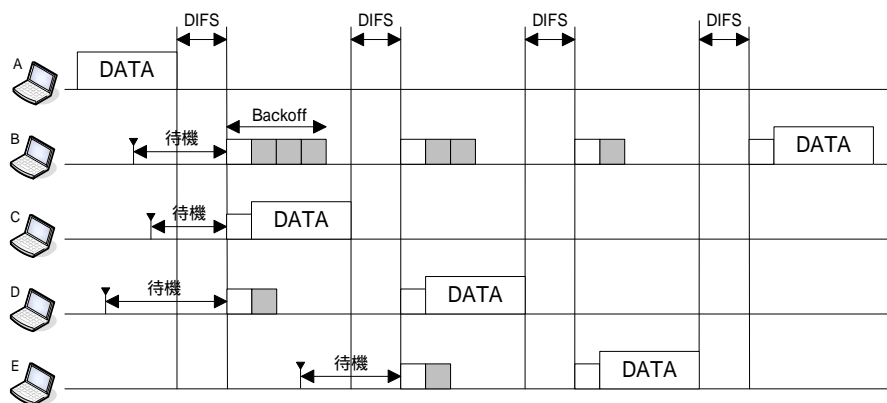 DIFS DIFS DIFS DIFS
A DATA
Backoff
B 待機 DATA
C 待機 DATA
D 待機 DATA
E 待機 DATA